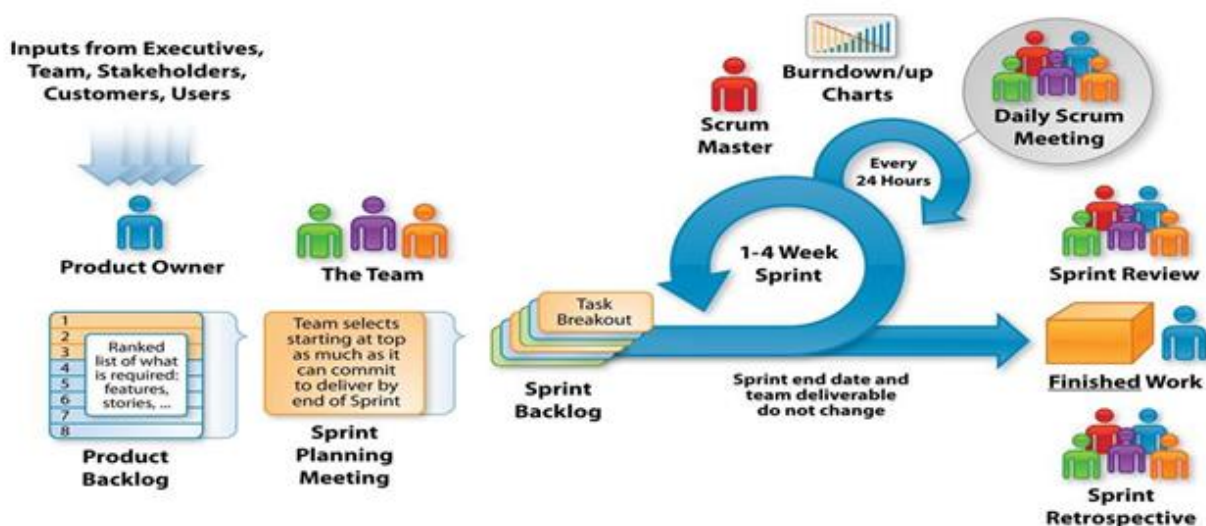 Inputs from Executives,
Team, Stakeholders,
Customers, Users
Product Owner
The Team
1
2
3
4
5
6
7
8
Ranked
list of what
is required:
features,
stories, ...
Product
Backlog
Team selects
starting at top
as much as it
can commit
to deliver by
end of Sprint
Sprint
Planning
Meeting
Task
Breakout
Sprint
Backlog
Scrum
Master
Burndown/up
Charts
Daily Scrum
Meeting
Every
24 Hours
1-4 Week
Sprint
Sprint end date and
team deliverable
do not change
Sprint Review
Finished Work
Sprint
Retrospective